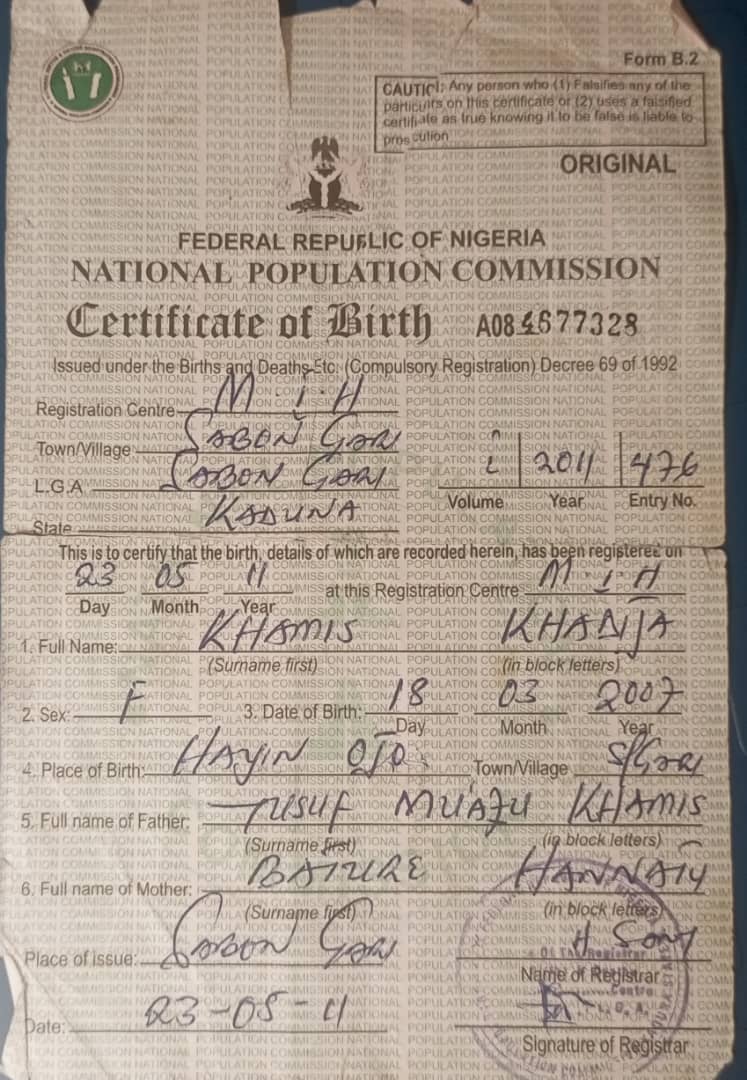 Form B.2
CAUTIC: Any person who (1) Falsifies any of the
particurs on this certificate or (2) uses a falsified
certifiate as true knowing it to be false is liable to
pros cution
ORIGINAL
FEDERAL REPUBLIC OF NIGERIA
NATIONAL POPULATION COMMISSION
Certificate of Birth A084677328
Issued under the Births and Deaths Etc. (Compulsory Registration) Decree 69 of 1992
Registration Centre M.I.H
Town/Village SABON GARI
L.G.A SABON GARI 2011 476
Volume Year Entry No.
State KADUNA
This is to certify that the birth, details of which are recorded herein, has been registered on
23 05 11 at this Registration Centre M.I.H
Day Month Year
1. Full Name: KHAMIS KHADIJA
(Surname first) (in block letters)
2. Sex: F 3. Date of Birth: 18 03 2007
Day Month Year
4. Place of Birth: HAYIN OJO Town/Village S/GARI
5. Full name of Father: YUSUF MUAZU KHAMIS
(Surname first) (in block letters)
6. Full name of Mother: BATURE
(Surname first) (in block letters)
Place of issue: SABON GARI H SONY
Name of Registrar
Date: 23-05-11
Signature of Registrar